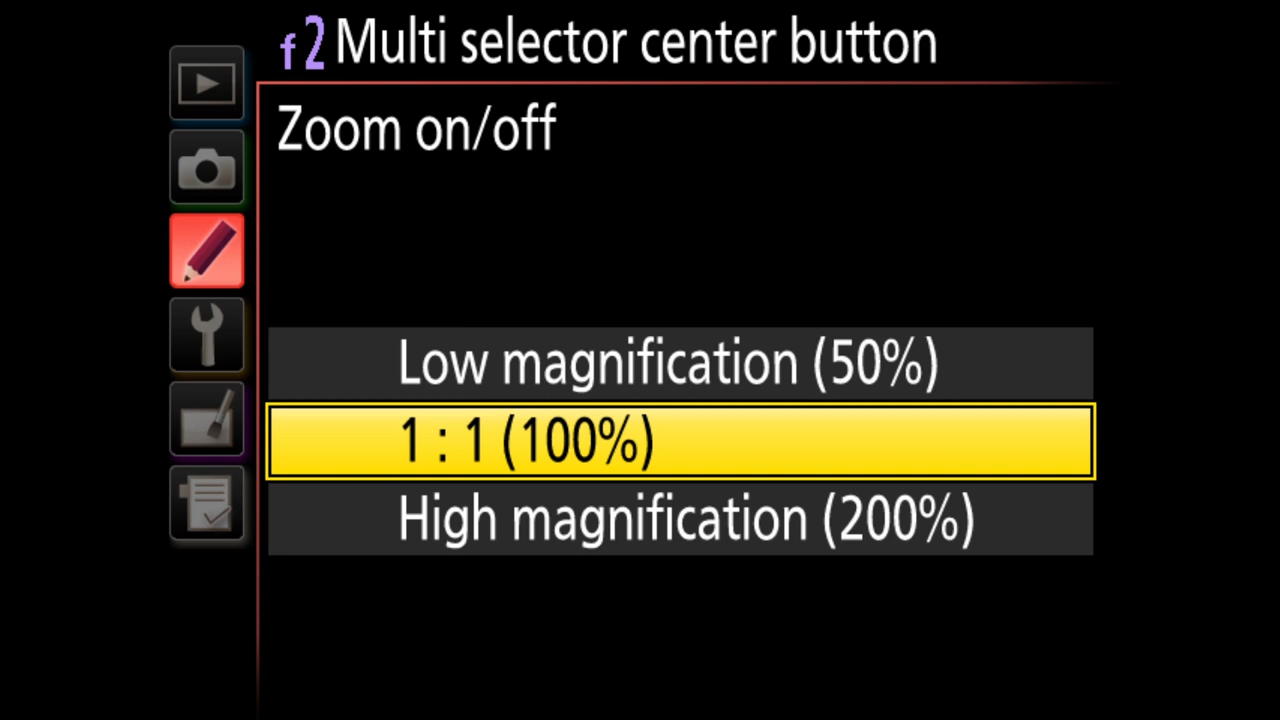 f2 Multi selector center button
Zoom on/off
Low magnification (50%)
1 : 1 (100%)
High magnification (200%)